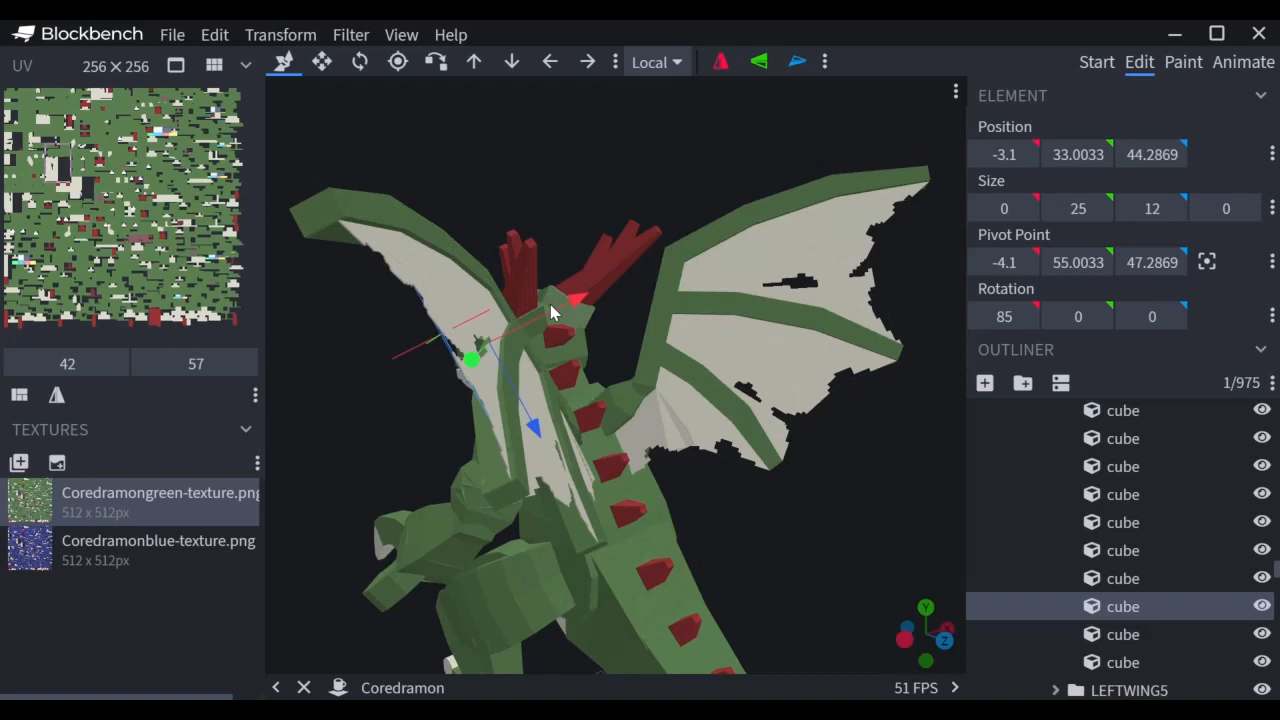 Blockbench File Edit Transform Filter View Help
UV 256 × 256 Local Start Edit Paint Animate
ELEMENT
Position
-3.1 33.0033 44.2869
Size
0 25 12 0
Pivot Point
-4.1 55.0033 47.2869
Rotation
85 0 0
OUTLINER
1/975
cube
cube
cube
cube
cube
cube
cube
cube
cube
cube
LEFTWING5
42 57
TEXTURES
Coredramongreen-texture.png
512 x 512px
Coredramonblue-texture.png
512 x 512px
Coredramon 51 FPS
Y
Z